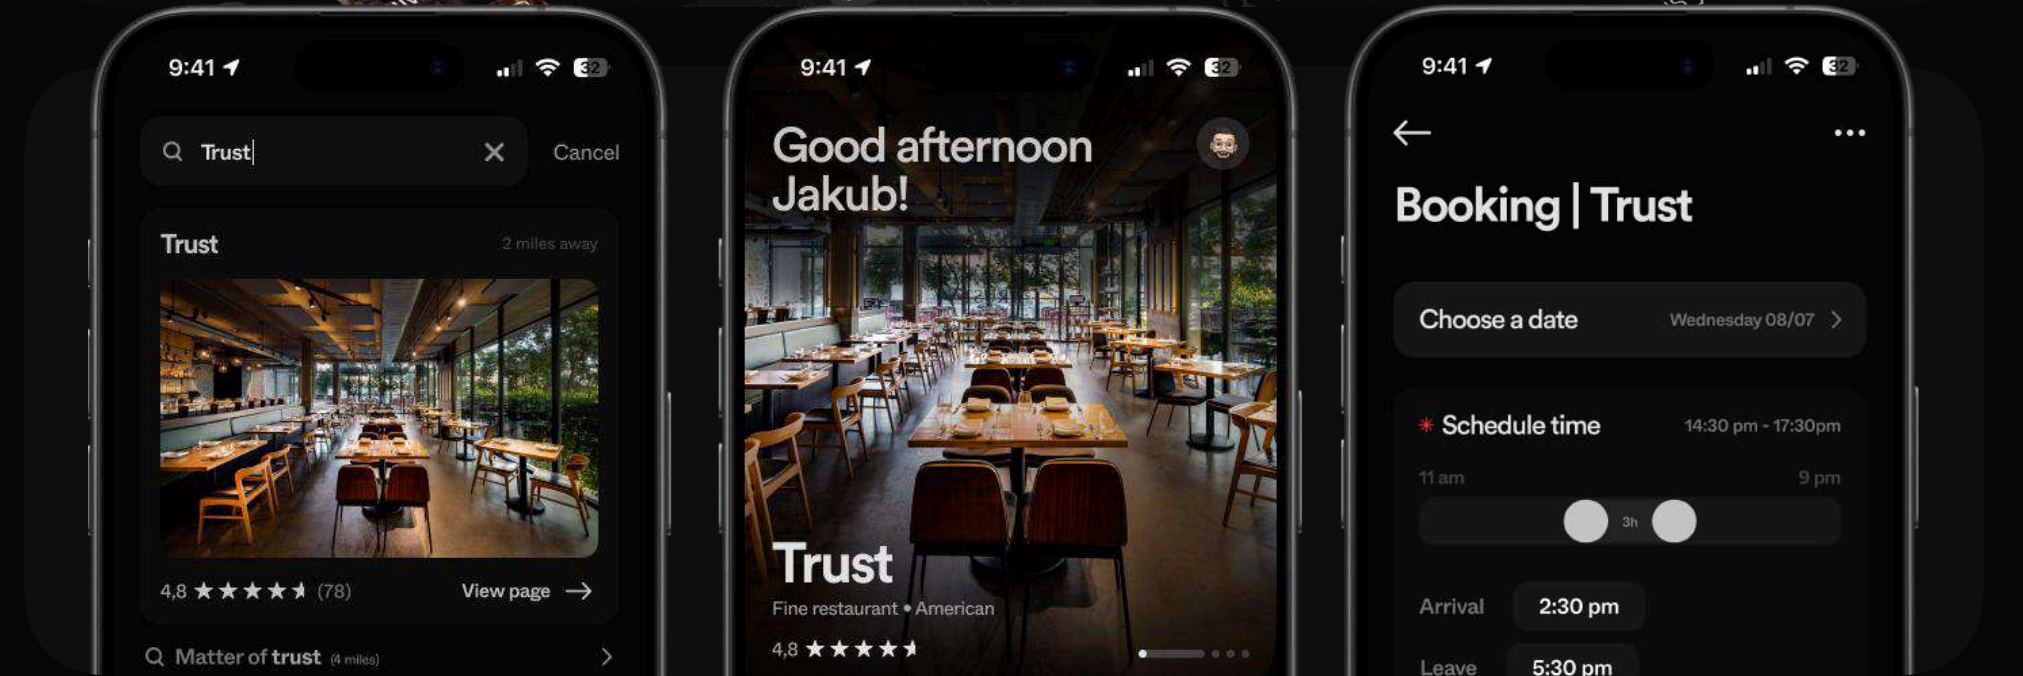 9:41
32
Trust
Cancel
Trust
2 miles away
4,8
(78)
View page
Matter of trust (4 miles)
9:41
32
Good afternoon
Jakub!
Trust
Fine restaurant • American
4,8
9:41
32
Booking | Trust
Choose a date
Wednesday 08/07
* Schedule time
14:30 pm - 17:30pm
11 am
9 pm
3h
Arrival
2:30 pm
Leave
5:30 pm